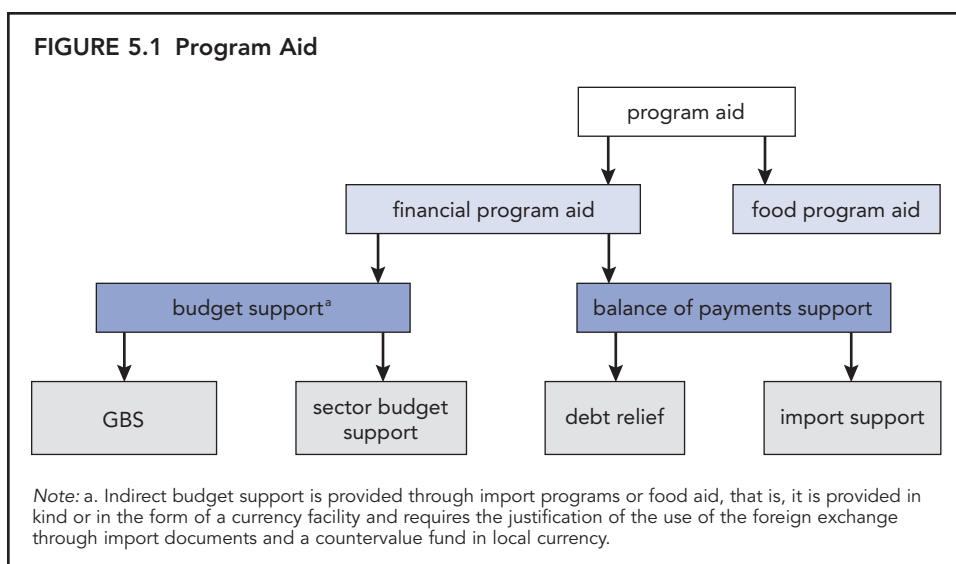 FIGURE 5.1 Program Aid
program aid
financial program aid
food program aid
budget supportᵃ
balance of payments support
GBS
sector budget
support
debt relief
import support
Note: a. Indirect budget support is provided through import programs or food aid, that is, it is provided in
kind or in the form of a currency facility and requires the justification of the use of the foreign exchange
through import documents and a countervalue fund in local currency.